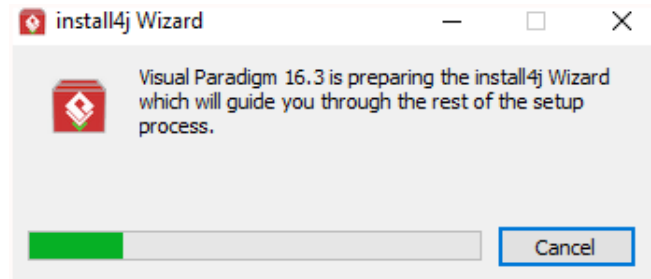 install4j Wizard
Visual Paradigm 16.3 is preparing the install4j Wizard
which will guide you through the rest of the setup
process.
Cancel